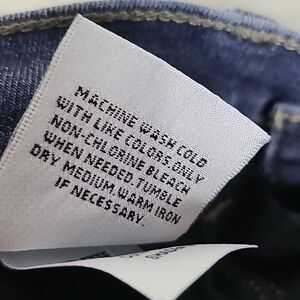 MACHINE WASH COLD
WITH LIKE COLORS.ONLY
NON-CHLORINE BLEACH
WHEN NEEDED.TUMBLE
DRY MEDIUM.WARM IRON
IF NECESSARY.